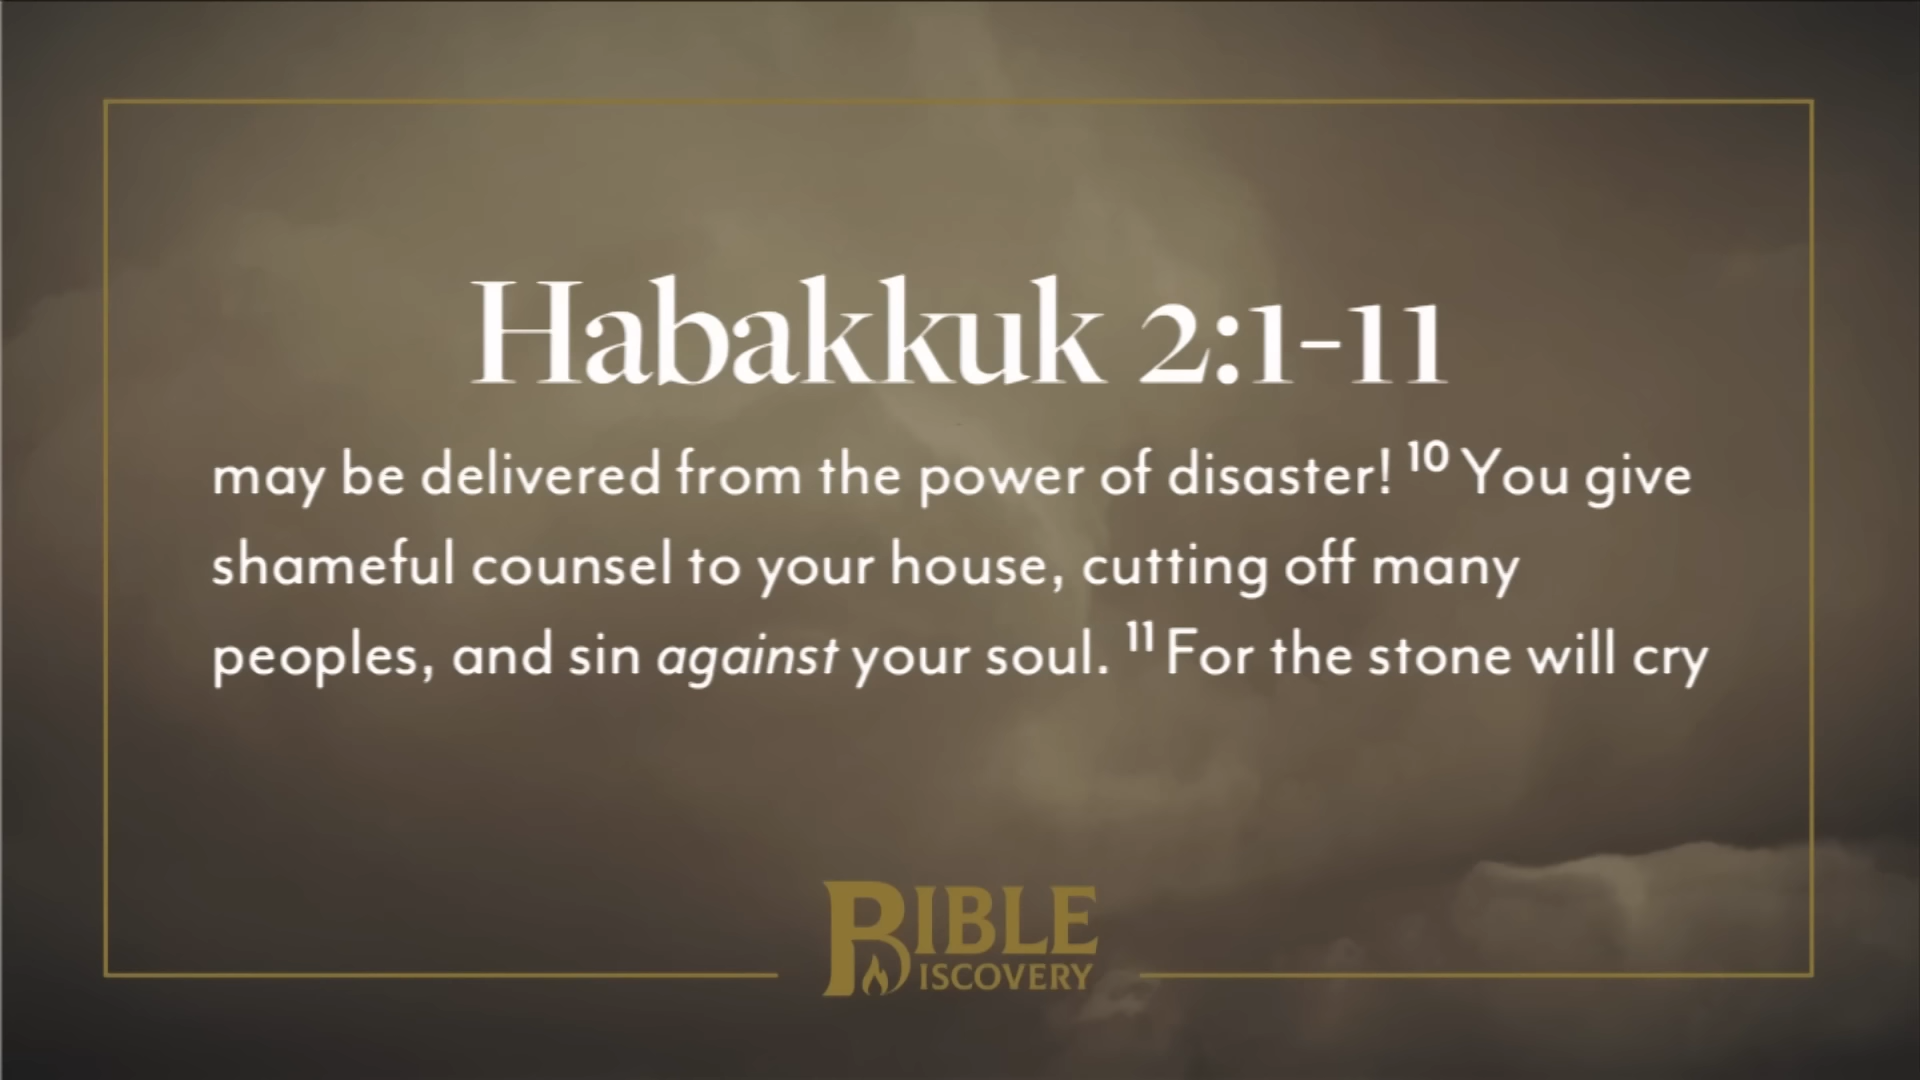 Habakkuk 2:1-11
may be delivered from the power of disaster! ¹⁰ You give
shameful counsel to your house, cutting off many
peoples, and sin against your soul. ¹¹ For the stone will cry
BIBLE
DISCOVERY